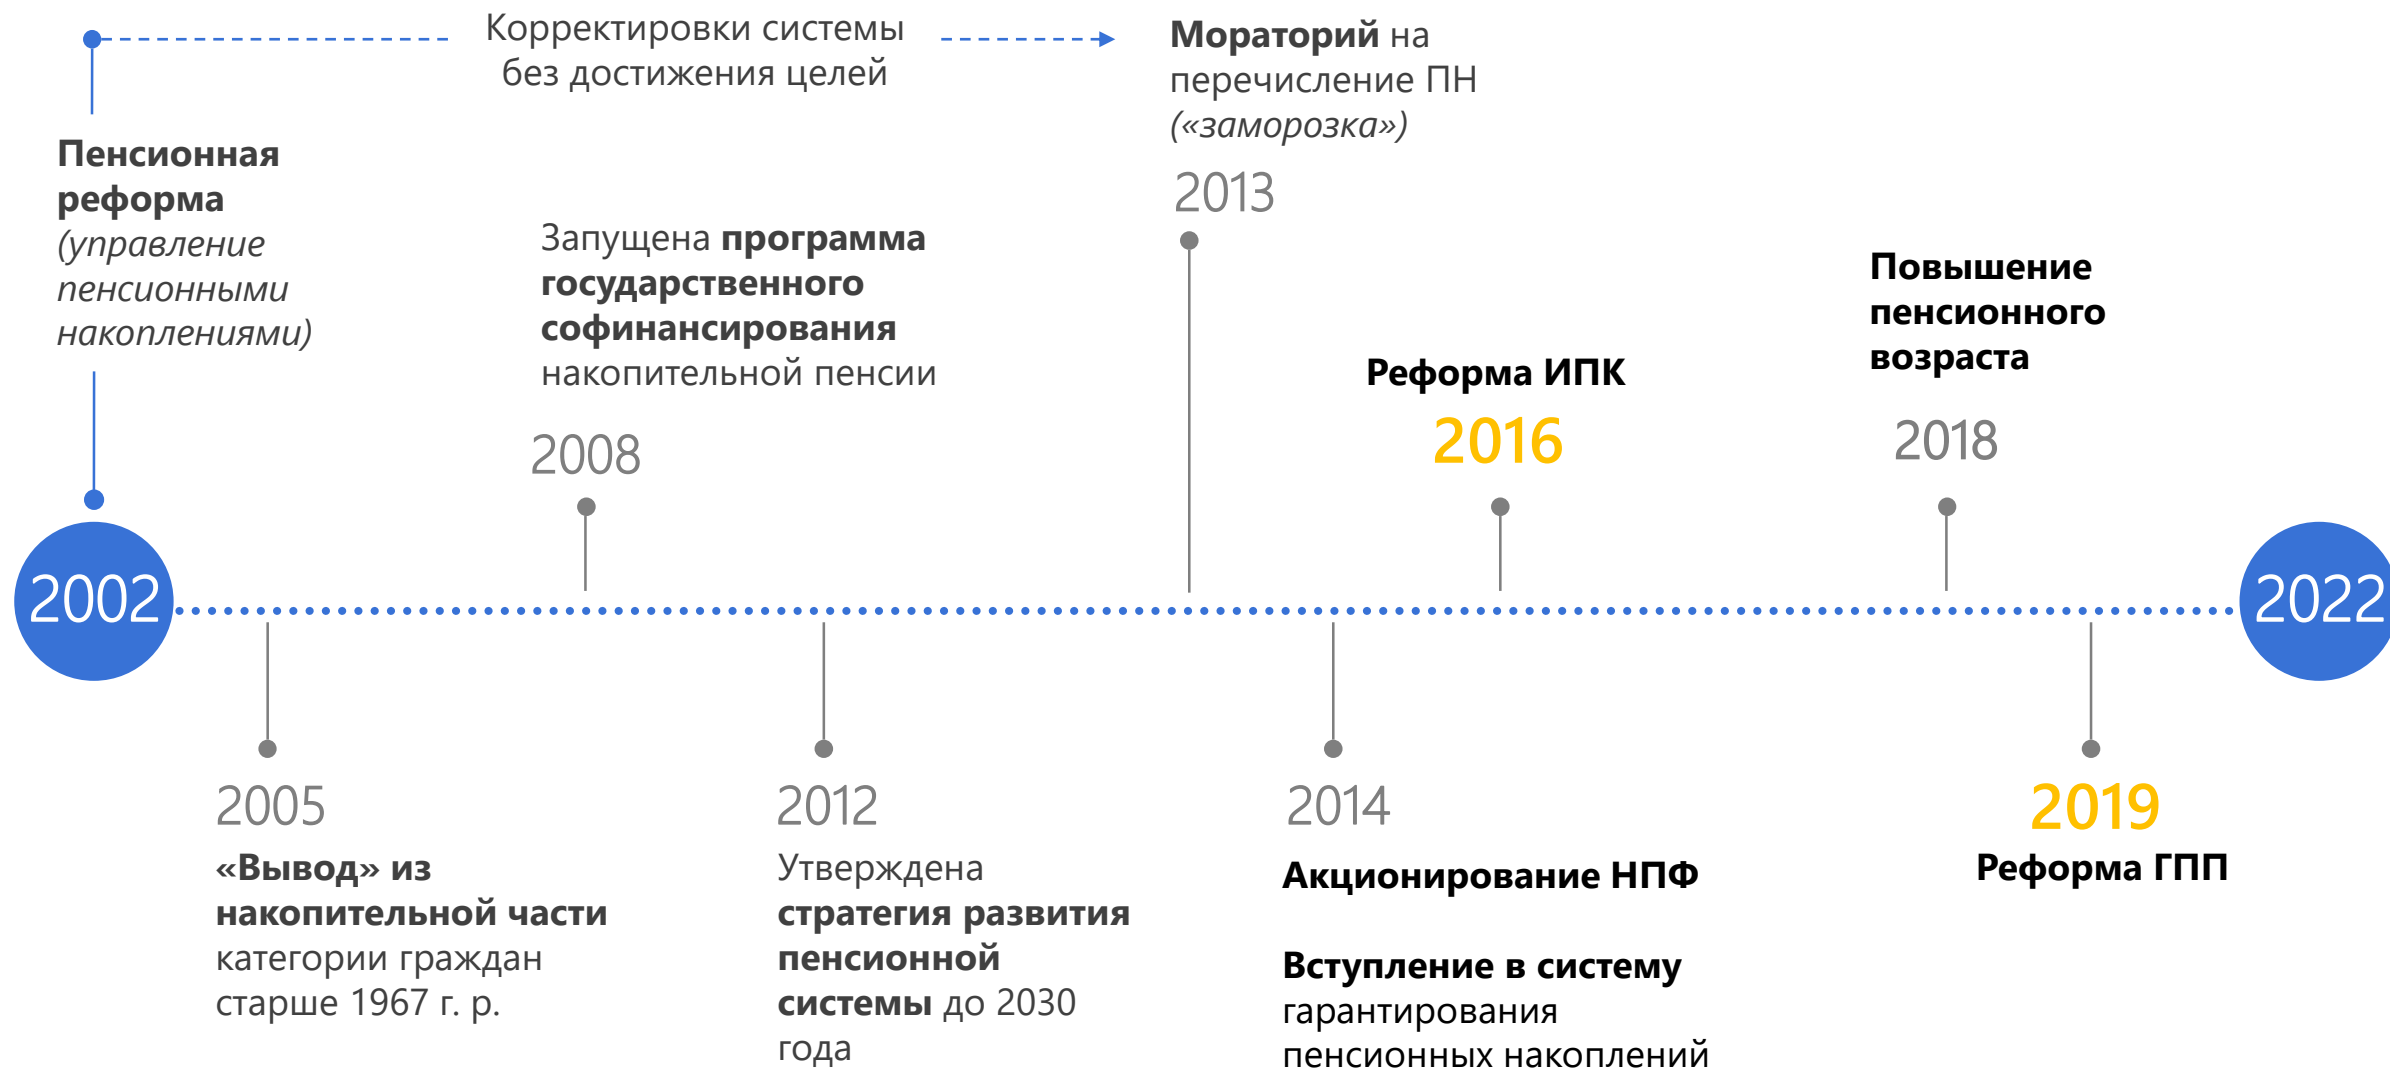 Корректировки системы
без достижения целей
Мораторий на
перечисление ПН
(«заморозка»)
2013
Пенсионная
реформа
(управление
пенсионными
накоплениями)
Запущена программа
государственного
софинансирования
накопительной пенсии
2008
Реформа ИПК
2016
Повышение
пенсионного
возраста
2018
2002
2022
2005
«Вывод» из
накопительной части
категории граждан
старше 1967 г. р.
2012
Утверждена
стратегия развития
пенсионной
системы до 2030
года
2014
Акционирование НПФ
Вступление в систему
гарантирования
пенсионных накоплений
2019
Реформа ГПП